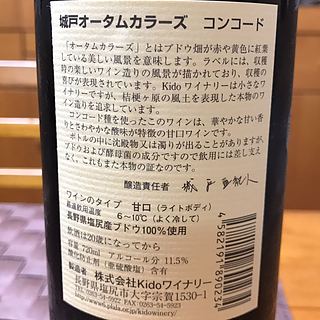 城戸オータムカラーズ　コンコード
「オータムカラーズ」とはブドウ畑が赤や黄色に紅葉
している美しい風景を意味します。ラベルには、収穫
時の楽しいワイン造りの風景が描かれており、収穫の
喜びが表現されています。Kidoワイナリーは小さなワ
イナリーですが、桔梗ヶ原の風土を表現した本物のワ
イン造りを追求しています。
コンコード種を使ったこのワインは、華やかな甘い香
りとさわやかな酸味が特徴の甘口ワインです。
ボトルの中に沈殿物又は濁りが出ることがありますが、
ブドウおよび酵母菌の成分ですので飲用には差し支え
なく、これもまた本物の証なのです。
醸造責任者
ワインのタイプ　甘口（ライトボディ）
最適飲用温度　6～10℃（よく冷して）
長野県塩尻産ブドウ100％使用
飲酒は20歳になってから
容量 720ml　アルコール分 11.5%
酸化防止剤（亜硫酸塩）含有
製造者 株式会社Kidoワイナリー
長野県塩尻市大字宗賀1530-1
4582191890234